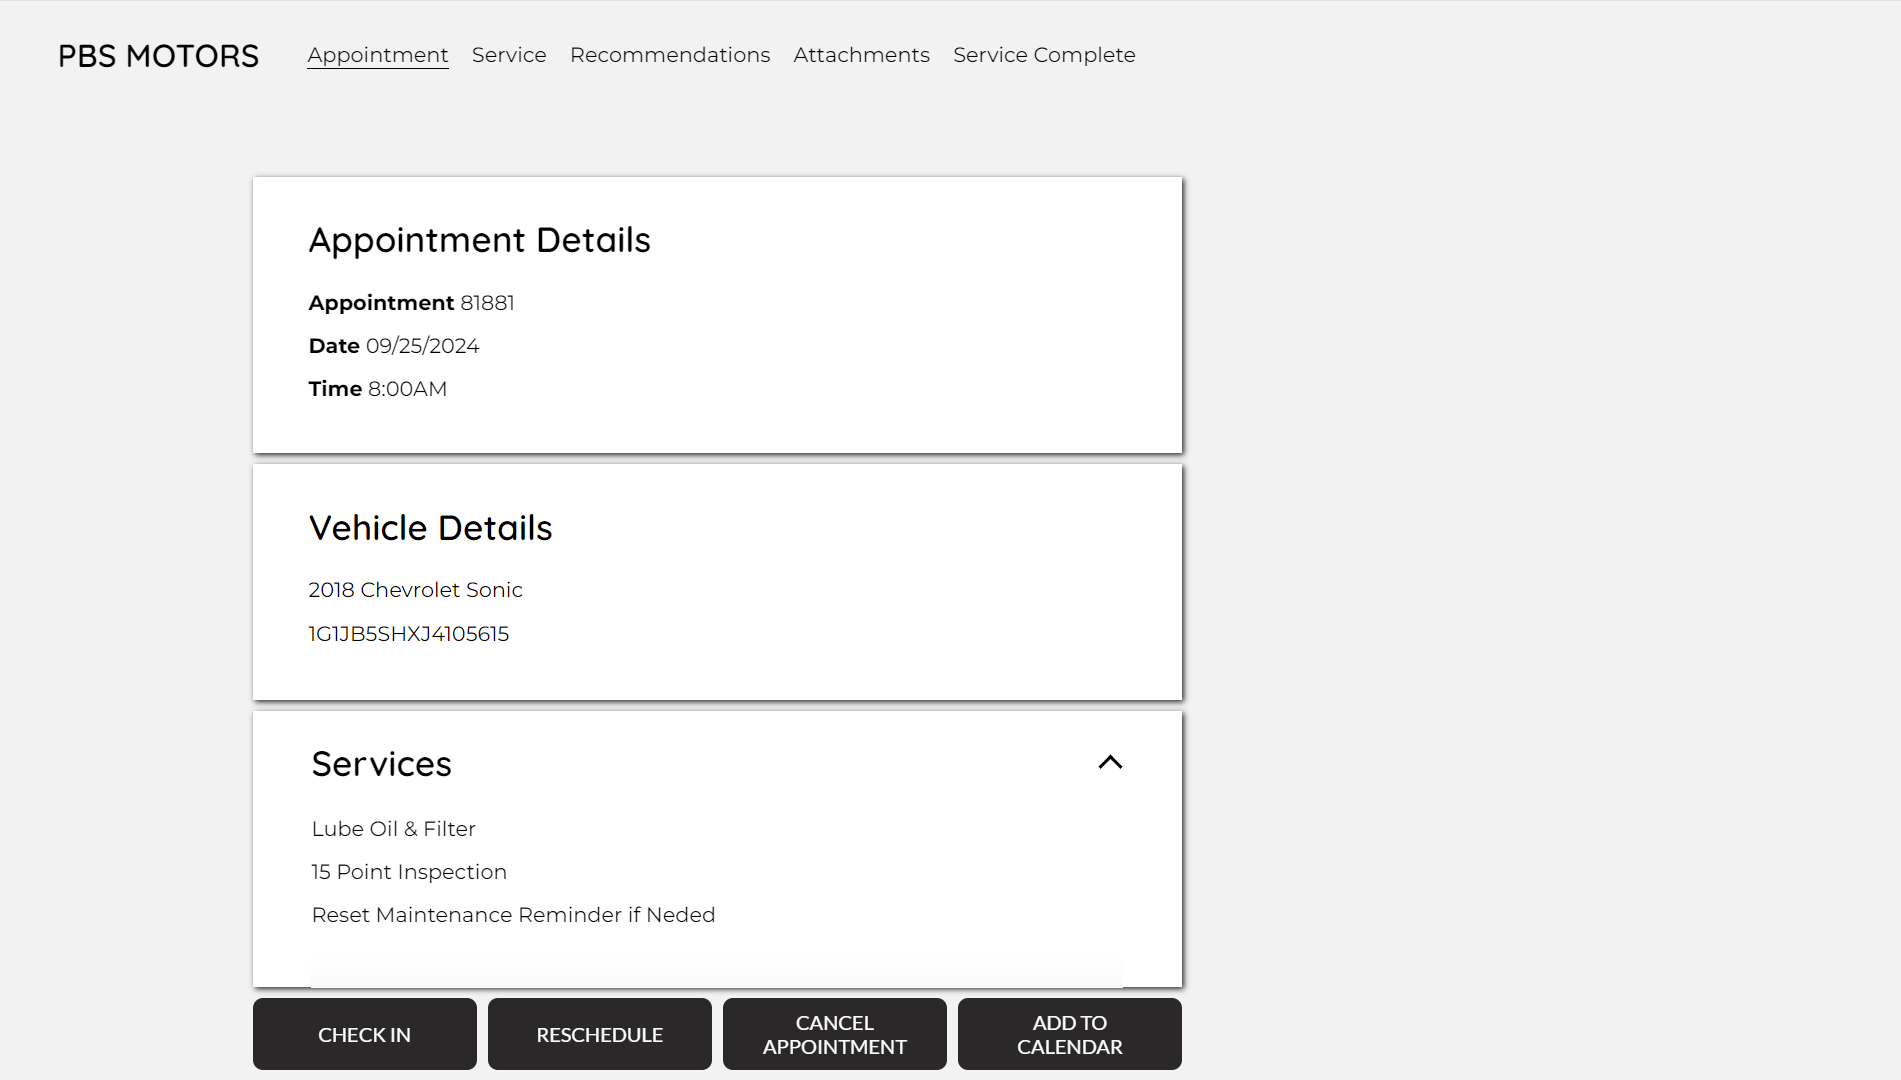 PBS MOTORS Appointment Service Recommendations Attachments Service Complete
Appointment Details
Appointment 81881
Date 09/25/2024
Time 8:00AM
Vehicle Details
2018 Chevrolet Sonic
1G1JB5SHXJ4105615
Services
Lube Oil & Filter
15 Point Inspection
Reset Maintenance Reminder if Neded
CHECK IN
RESCHEDULE
CANCEL
APPOINTMENT
ADD TO
CALENDAR